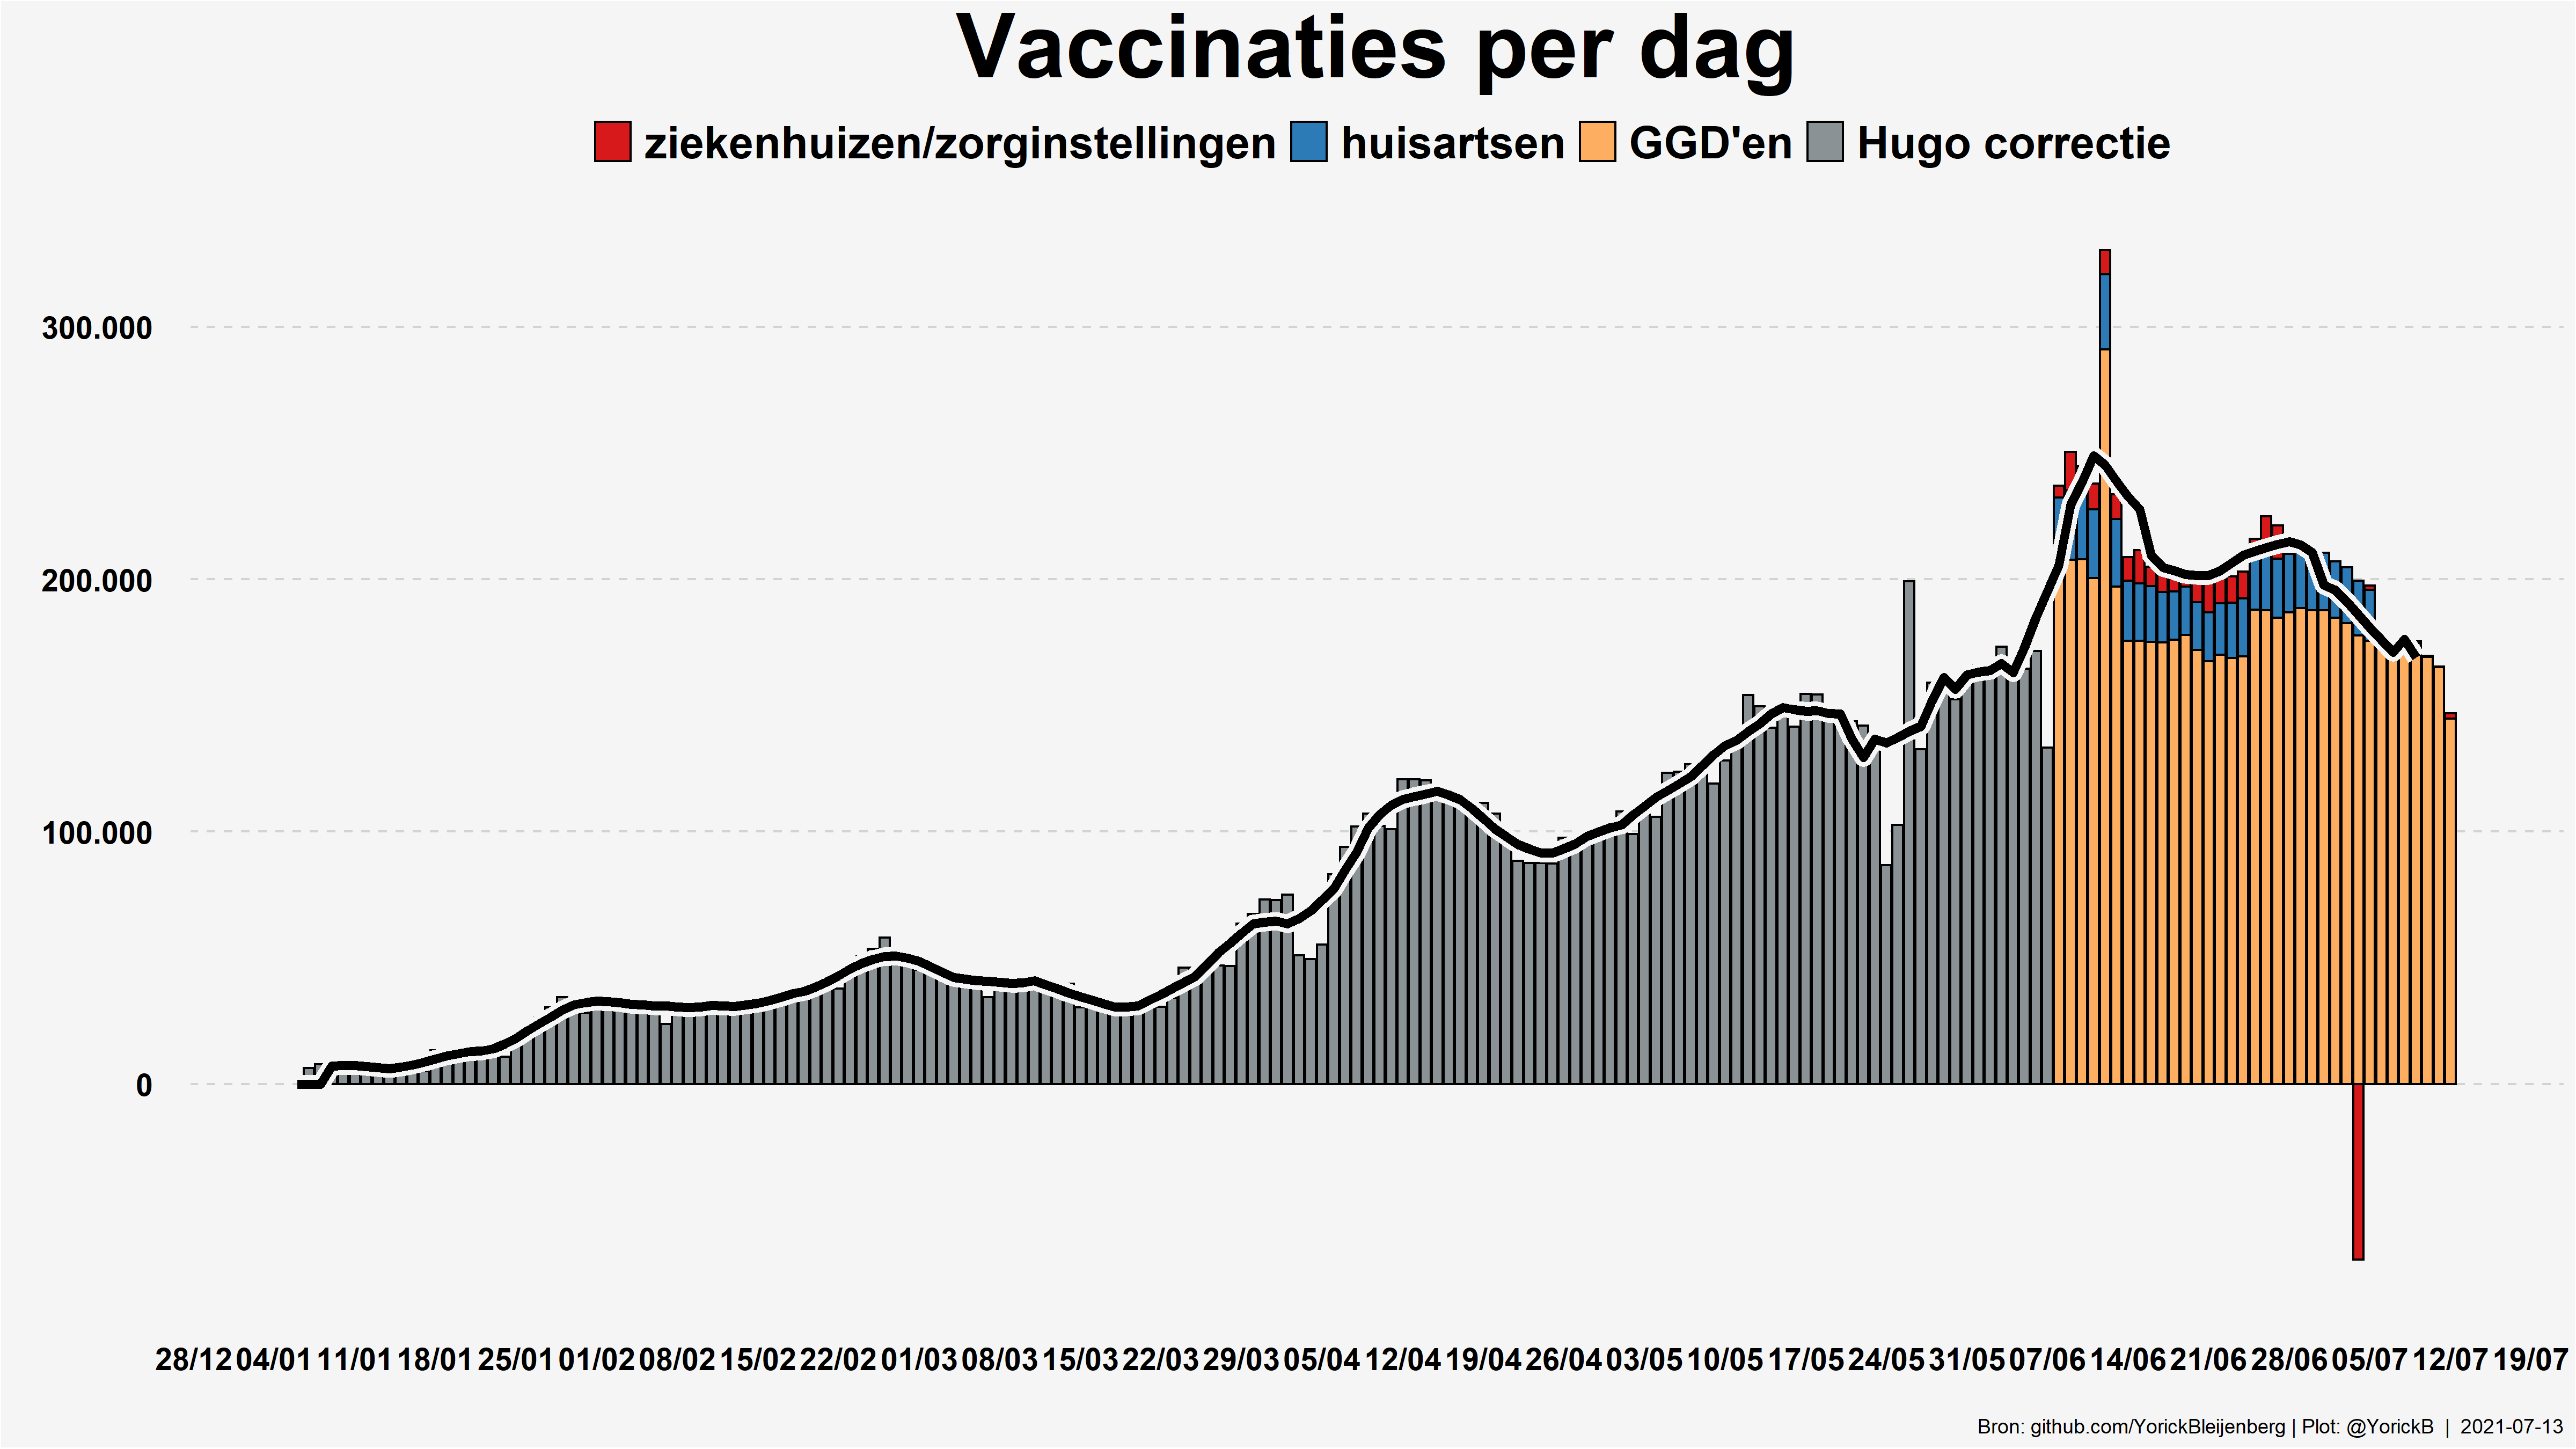 Vaccinaties per dag
ziekenhuizen/zorginstellingen huisartsen GGD'en Hugo correctie
300.000
200.000
100.000
0
28/12 04/01 11/01 18/01 25/01 01/02 08/02 15/02 22/02 01/03 08/03 15/03 22/03 29/03 05/04 12/04 19/04 26/04 03/05 10/05 17/05 24/05 31/05 07/06 14/06 21/06 28/06 05/07 12/07 19/07
Bron: github.com/YorickBleijenberg | Plot: @YorickB | 2021-07-13